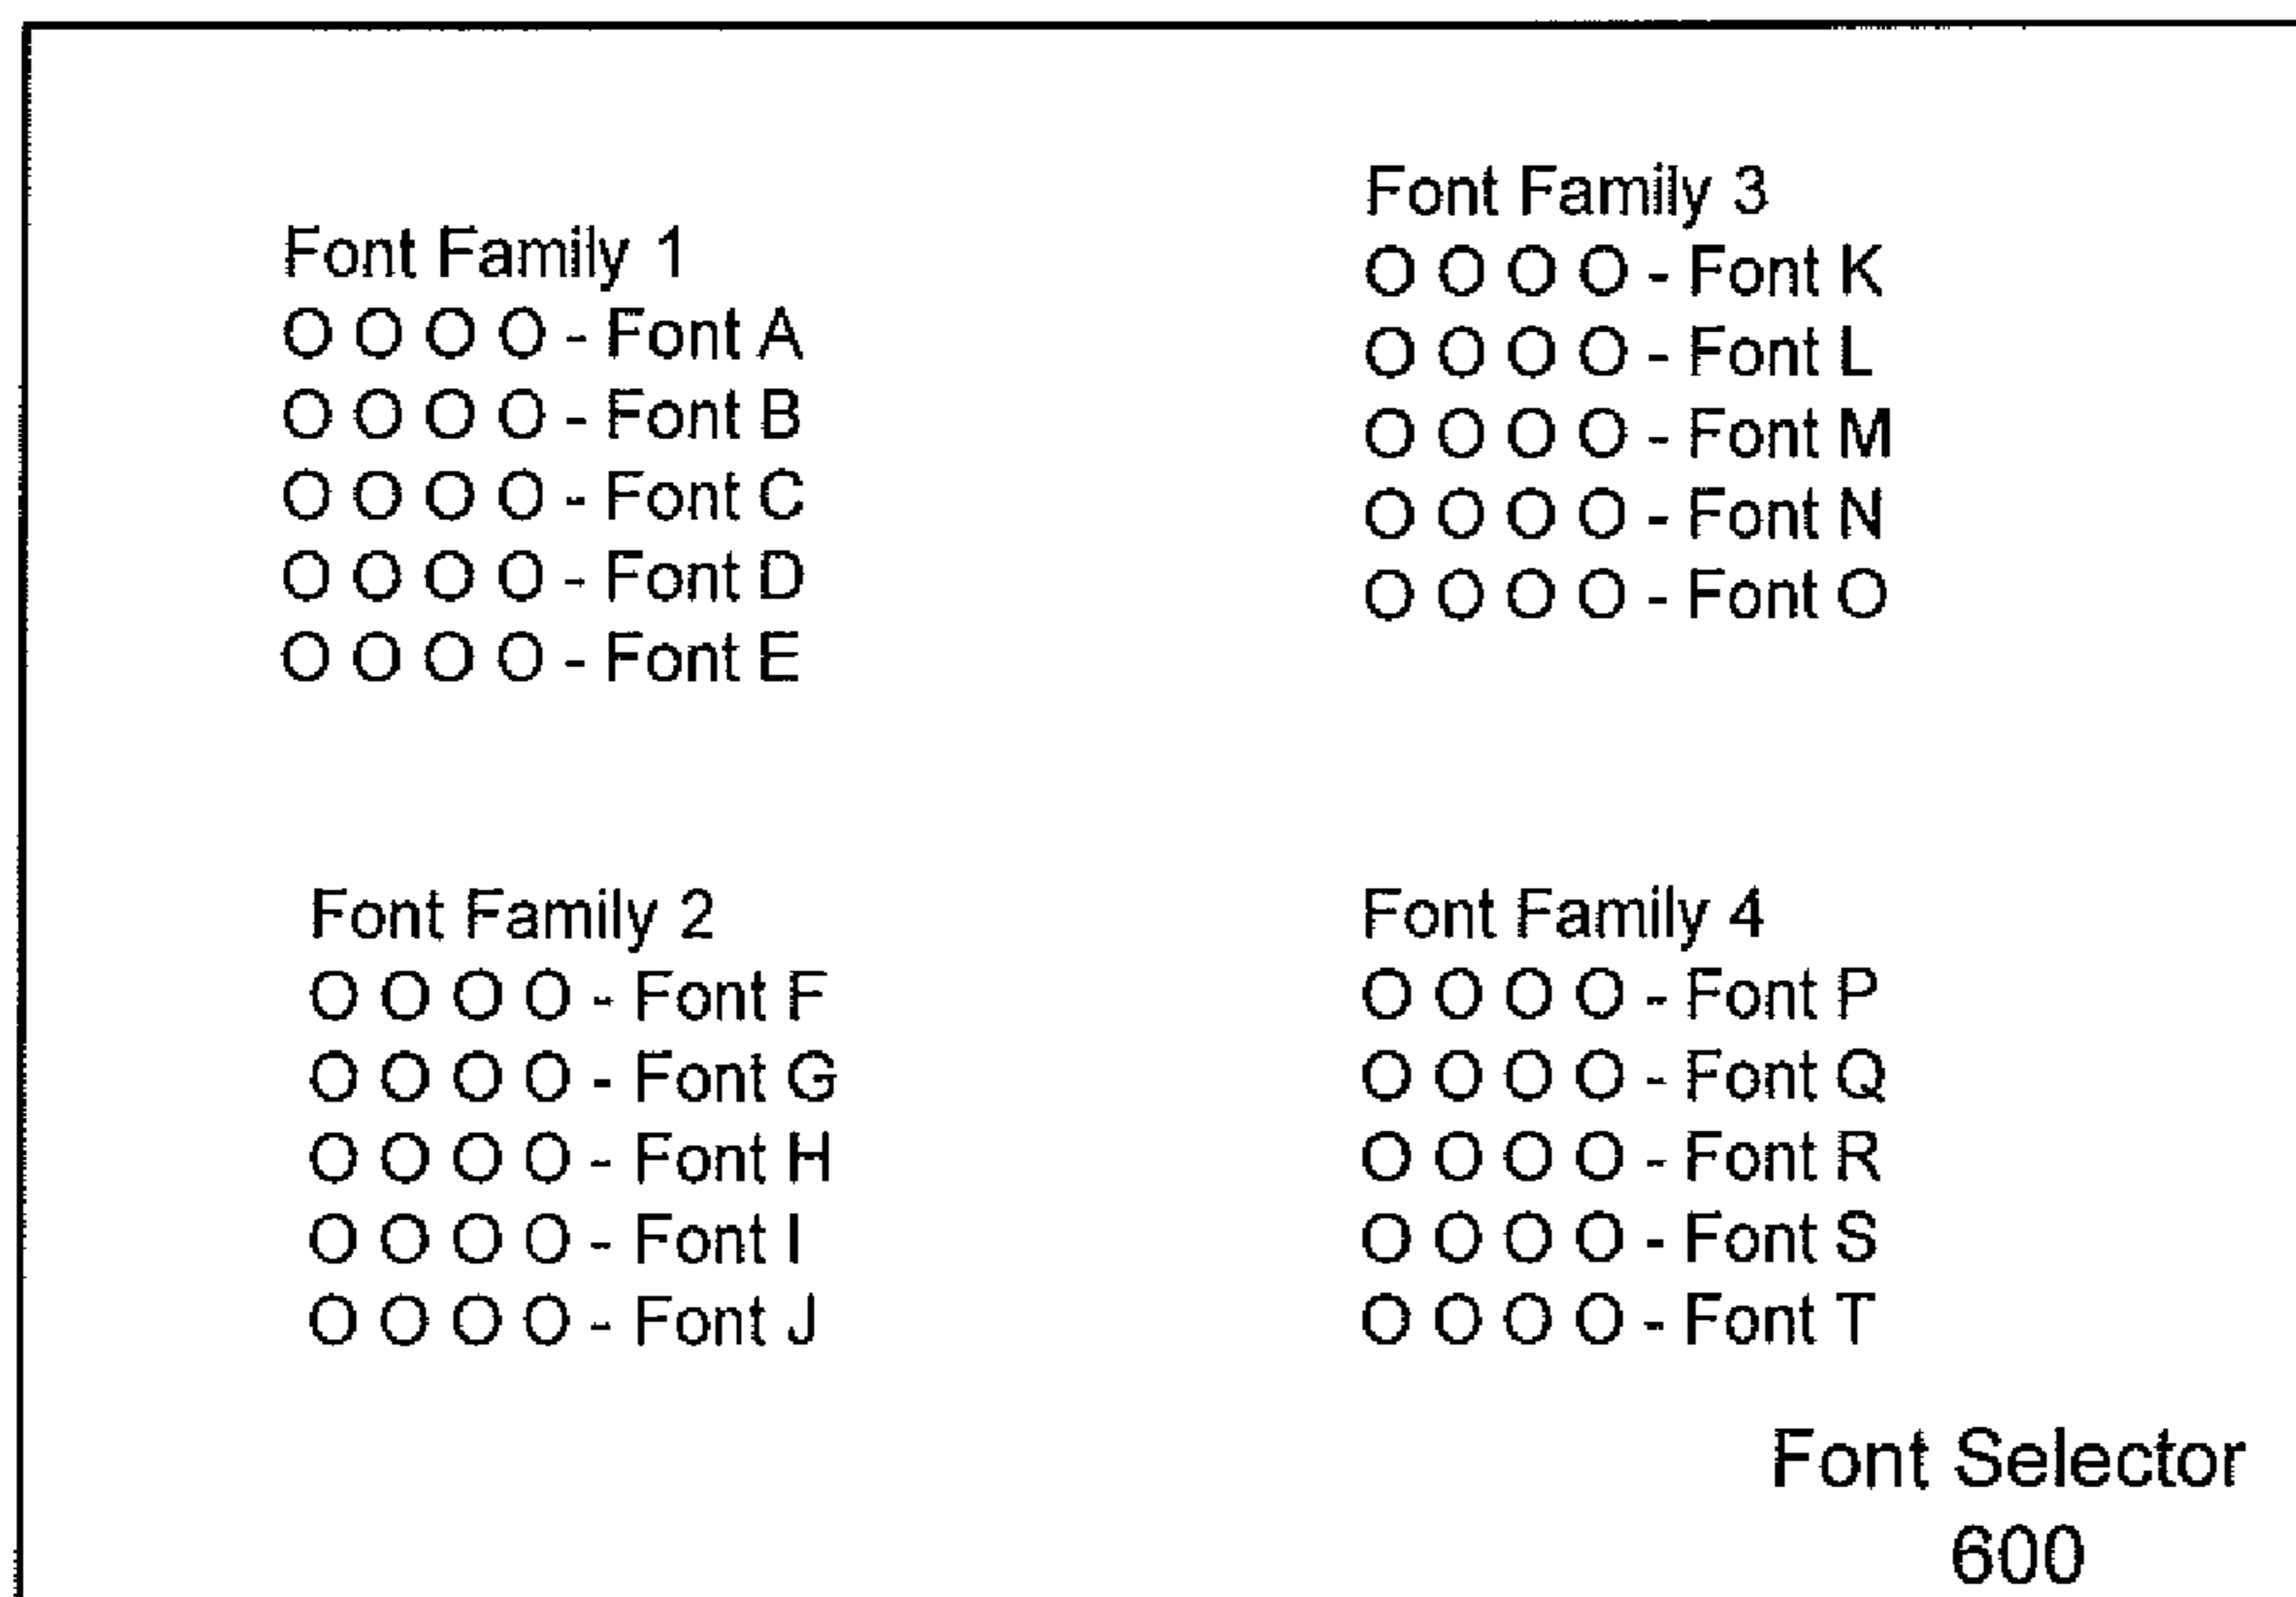 Font Family 1
O O O O - Font A
O O O O - Font B
O O O O - Font C
O O O O - Font D
O O O O - Font E
Font Family 2
O O O O - Font F
O O O O - Font G
O O O O - Font H
O O O O - Font I
O O O O - Font J
Font Family 3
O O O O - Font K
O O O O - Font L
O O O O - Font M
O O O O - Font N
O O O O - Font O
Font Family 4
O O O O - Font P
O O O O - Font Q
O O O O - Font R
O O O O - Font S
O O O O - Font T
Font Selector
600